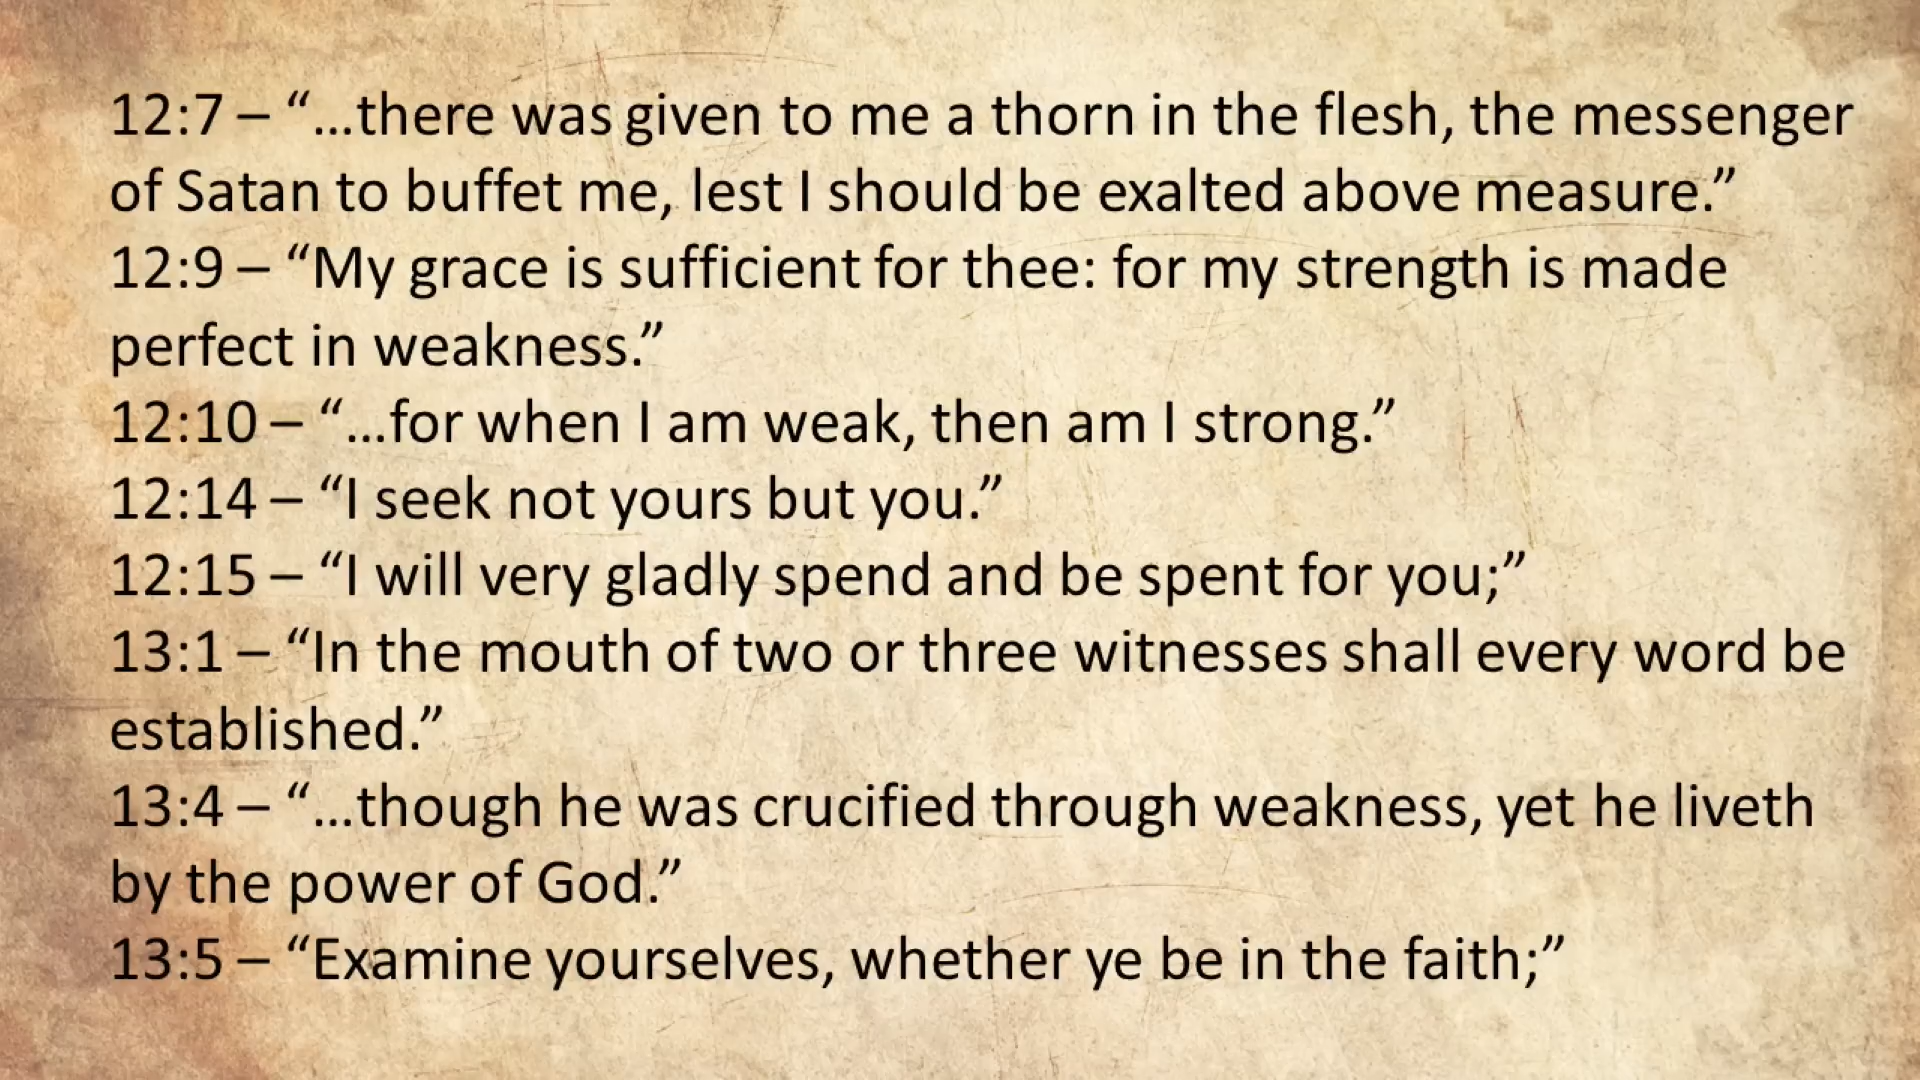 12:7 – “…there was given to me a thorn in the flesh, the messenger
of Satan to buffet me, lest I should be exalted above measure.”
12:9 – “My grace is sufficient for thee: for my strength is made
perfect in weakness.”
12:10 – “…for when I am weak, then am I strong.”
12:14 – “I seek not yours but you.”
12:15 – “I will very gladly spend and be spent for you;”
13:1 – “In the mouth of two or three witnesses shall every word be
established.”
13:4 – “…though he was crucified through weakness, yet he liveth
by the power of God.”
13:5 – “Examine yourselves, whether ye be in the faith;”